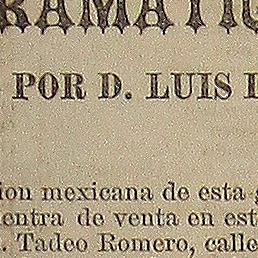 RAMATIC
POR D. LUIS
ion mexicana de esta g
entra de venta en est
. Tadeo Romero, calle